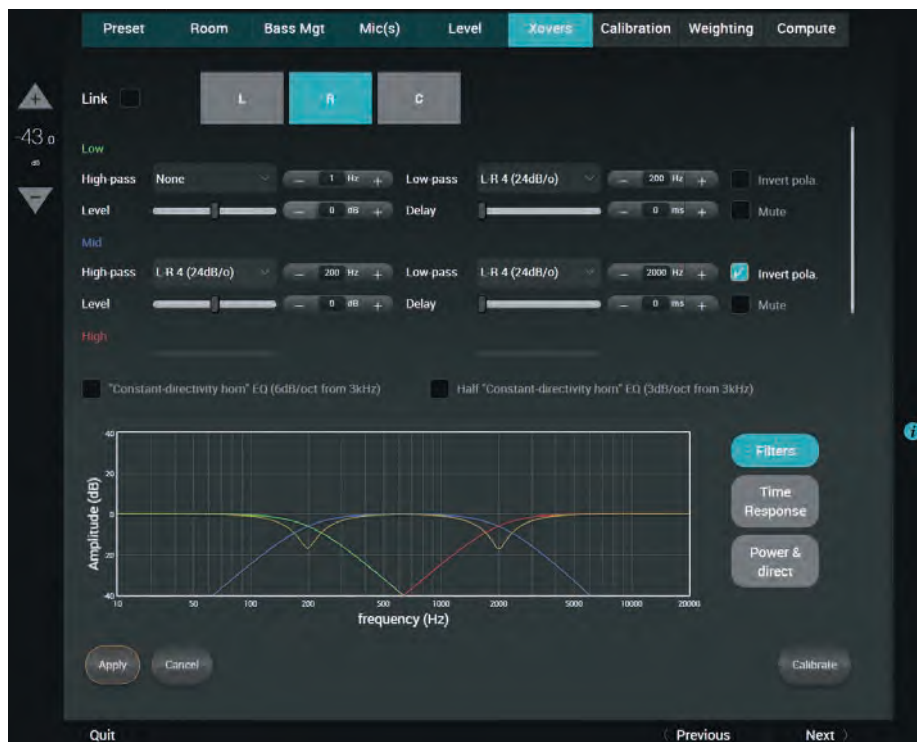 Preset Room Bass Mgt Mic(s) Level Xovers Calibration Weighting Compute
+
Link L R C
-43.0
dB
−
Low
High-pass None − 1 Hz + Low-pass L-R 4 (24dB/o) − 200 Hz + Invert pola.
Level − 0 dB + Delay − 0 ms + Mute
Mid
High-pass L-R 4 (24dB/o) − 200 Hz + Low-pass L-R 4 (24dB/o) − 2000 Hz + Invert pola.
Level − 0 dB + Delay − 0 ms + Mute
High
"Constant-directivity horn" EQ (6dB/oct from 3kHz) Half "Constant-directivity horn" EQ (3dB/oct from 3kHz)
i
Amplitude (dB)
40
20
0
-20
-40
10 50 100 200 500 1000 2000 5000 10000 20000
frequency (Hz)
Filters
Time
Response
Power &
direct
Apply Cancel Calibrate
Quit Previous Next